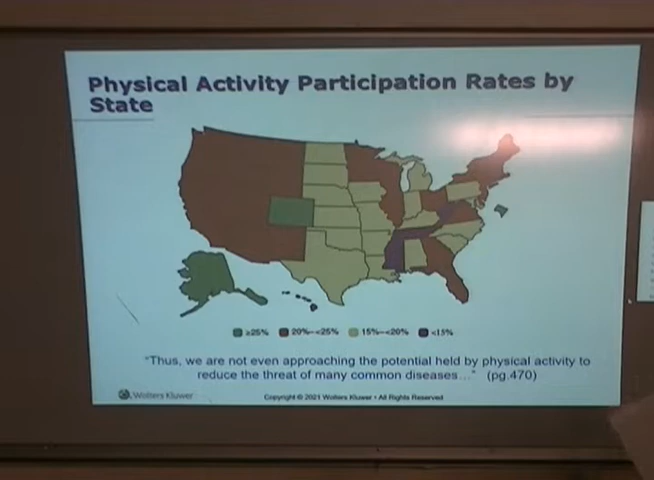 Physical Activity Participation Rates by
State
≥25% 20%–<25% 15%–<20% <15%
"Thus, we are not even approaching the potential held by physical activity to
reduce the threat of many common diseases…" (pg.470)
Wolters Kluwer
Copyright © 2021 Wolters Kluwer • All Rights Reserved